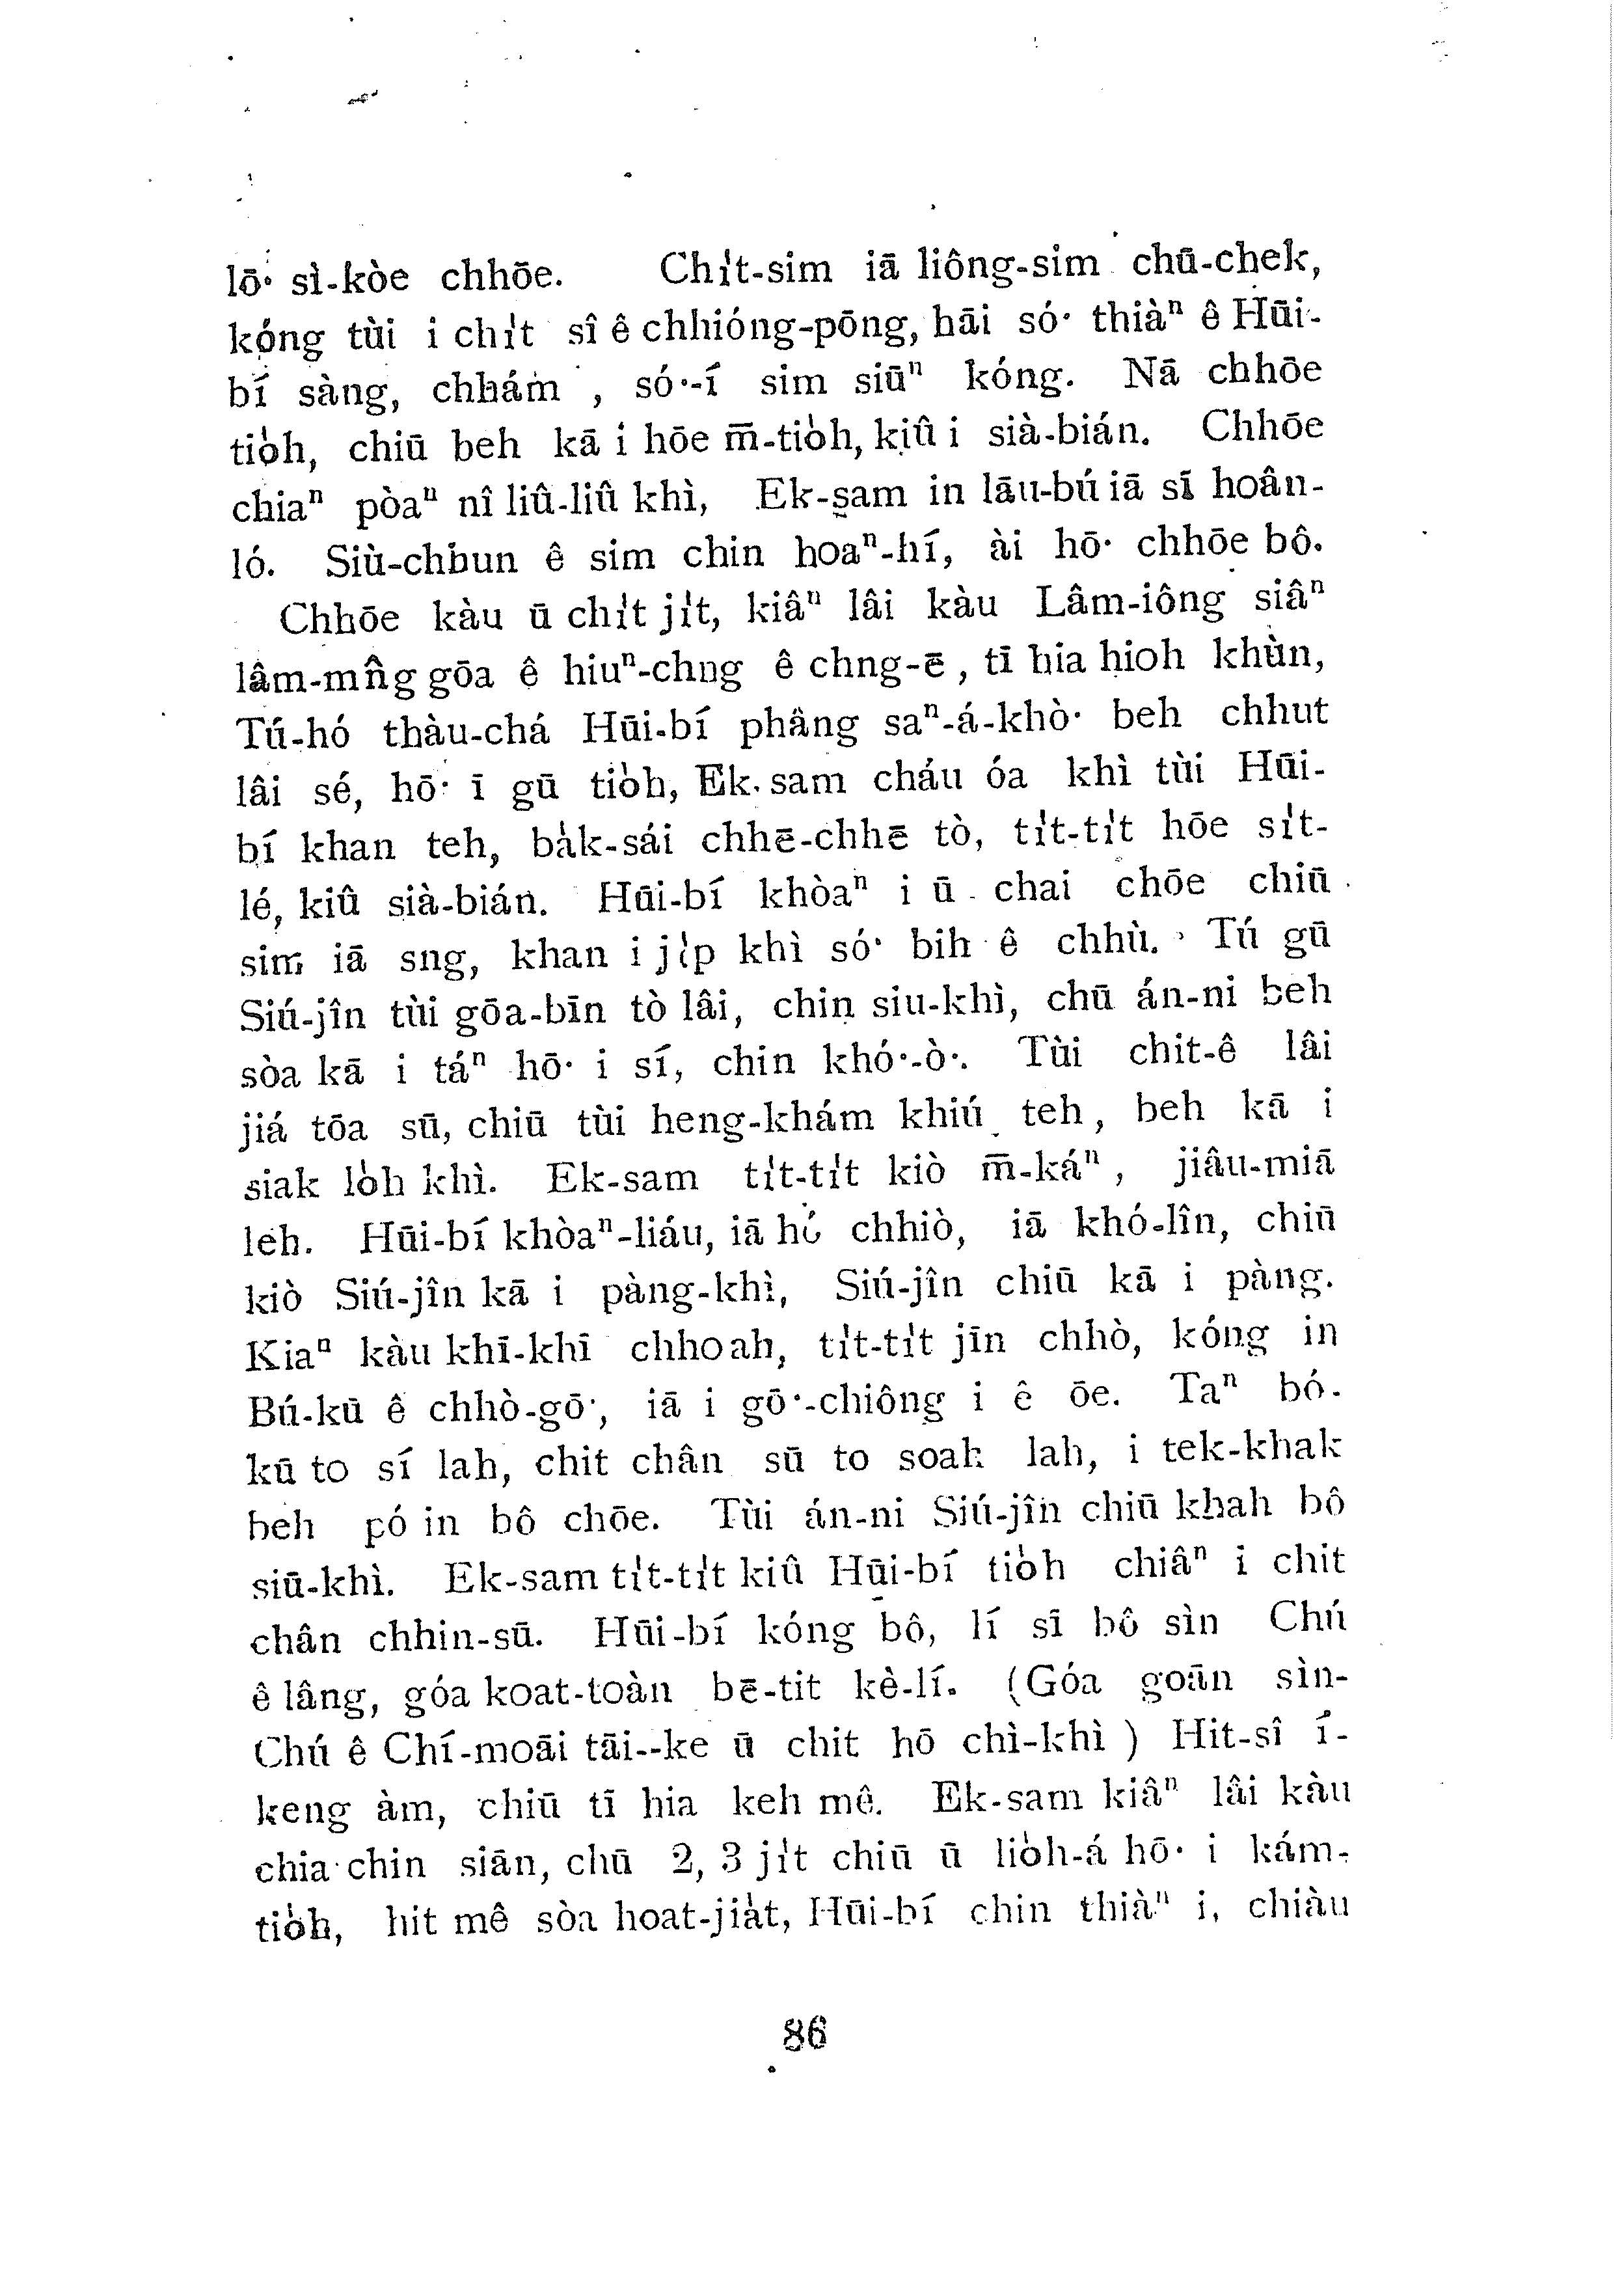 lō͘ sì-kòe chhōe. Chi̍t-sim iā liông-sim chū-chek,
kóng tùi i chi̍t sî ê chhióng-pōng, hāi só͘ thiàⁿ ê Hūi-
bí sàng, chhám , só͘-í sim siūⁿ kóng. Nā chhōe
tio̍h, chiū beh kā i hōe m̄-tio̍h, kiû i sià-bián. Chhōe
chiaⁿ pòaⁿ nî liû-liû khì, Ek-sam in lāu-bú iā sī hoân-
ló. Siù-chhun ê sim chin hoaⁿ-hí, ài hō͘ chhōe bô.
Chhōe kàu ū chi̍t ji̍t, kiâⁿ lâi kàu Lâm-iông siâⁿ
lâm-mn̂g gōa ê hiuⁿ-chng ê chng-ē, tī hia hioh khùn,
Tú-hó thàu-chá Hūi-bí phâng saⁿ-á-khò͘ beh chhut
lâi sé, hō͘ ī gū tio̍h, Ek-sam cháu óa khì tùi Hūi-
bí khan teh, ba̍k-sái chhē-chhē tò, ti̍t-ti̍t hōe si̍t-
lé, kiû sià-bián. Hūi-bí khòaⁿ i ū chai chōe chiū
sim iā sng, khan i ji̍p khì só͘ bih ê chhù. Tú gū
Siú-jîn tùi gōa-bīn tò lâi, chin siu-khì, chū án-ni beh
sòa kā i táⁿ hō͘ i sí, chin khó͘-ò͘. Tùi chit-ê lâi
jiá tōa sū, chiū tùi heng-khám khiú teh, beh kā i
siak lo̍h khì. Ek-sam ti̍t-ti̍t kiò m̄-káⁿ, jiâu-miā
leh. Hūi-bí khòaⁿ-liáu, iā hó chhiò, iā khó-lîn, chiū
kiò Siú-jîn kā i pàng-khì, Siú-jîn chiū kā i pàng.
Kiaⁿ kàu khī-khī chhoah, ti̍t-ti̍t jīn chhò, kóng in
Bú-kū ê chhò-gō͘, iā i gō͘-chiông i ê ōe. Taⁿ bó-
kū to sí lah, chit chân sū to soah lah, i tek-khak
beh pó in bô chōe. Tùi án-ni Siú-jîn chiū khah bô
siū-khì. Ek-sam ti̍t-ti̍t kiû Hūi-bí tio̍h chiâⁿ i chit
chân chhin-sū. Hūi-bí kóng bô, lí sī bô sìn Chú
ê lâng, góa koat-toàn bē-tit kè-lí. (Góa goān sìn-
Chú ê Chí-moāi tāi--ke ū chit hō chì-khì ) Hit-sî í-
keng àm, chiū tī hia keh mê. Ek-sam kiâⁿ lâi kàu
chia chin siān, chū 2, 3 ji̍t chiū ū lio̍h-á hō͘ i kám-
tio̍h, hit mê sòa hoat-jia̍t, Hūi-bí chin thiàⁿ i, chiàu
86